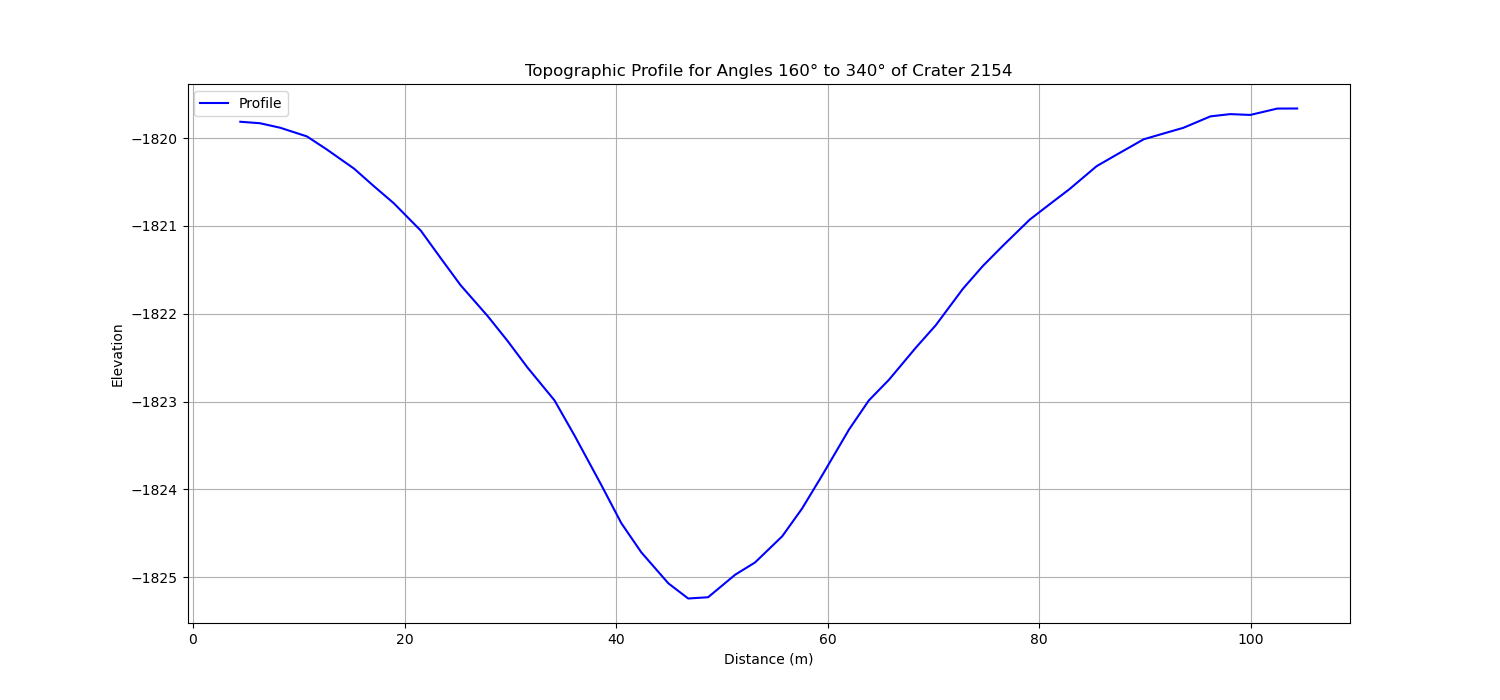 Topographic Profile for Angles 160° to 340° of Crater 2154
Profile
−1820
−1821
−1822
−1823
−1824
−1825
Elevation
0 20 40 60 80 100
Distance (m)